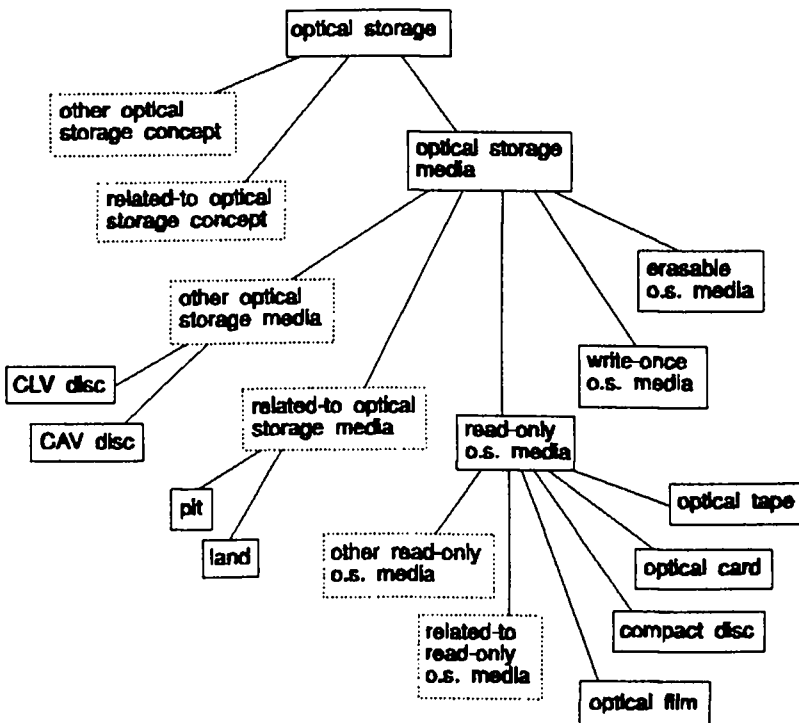 optical storage
other optical
storage concept
optical storage
media
related-to optical
storage concept
erasable
o.s. media
other optical
storage media
write-once
o.s. media
CLV disc
related-to optical
storage media
CAV disc
read-only
o.s. media
optical tape
pit
land
other read-only
o.s. media
optical card
related-to
read-only
o.s. media
compact disc
optical film